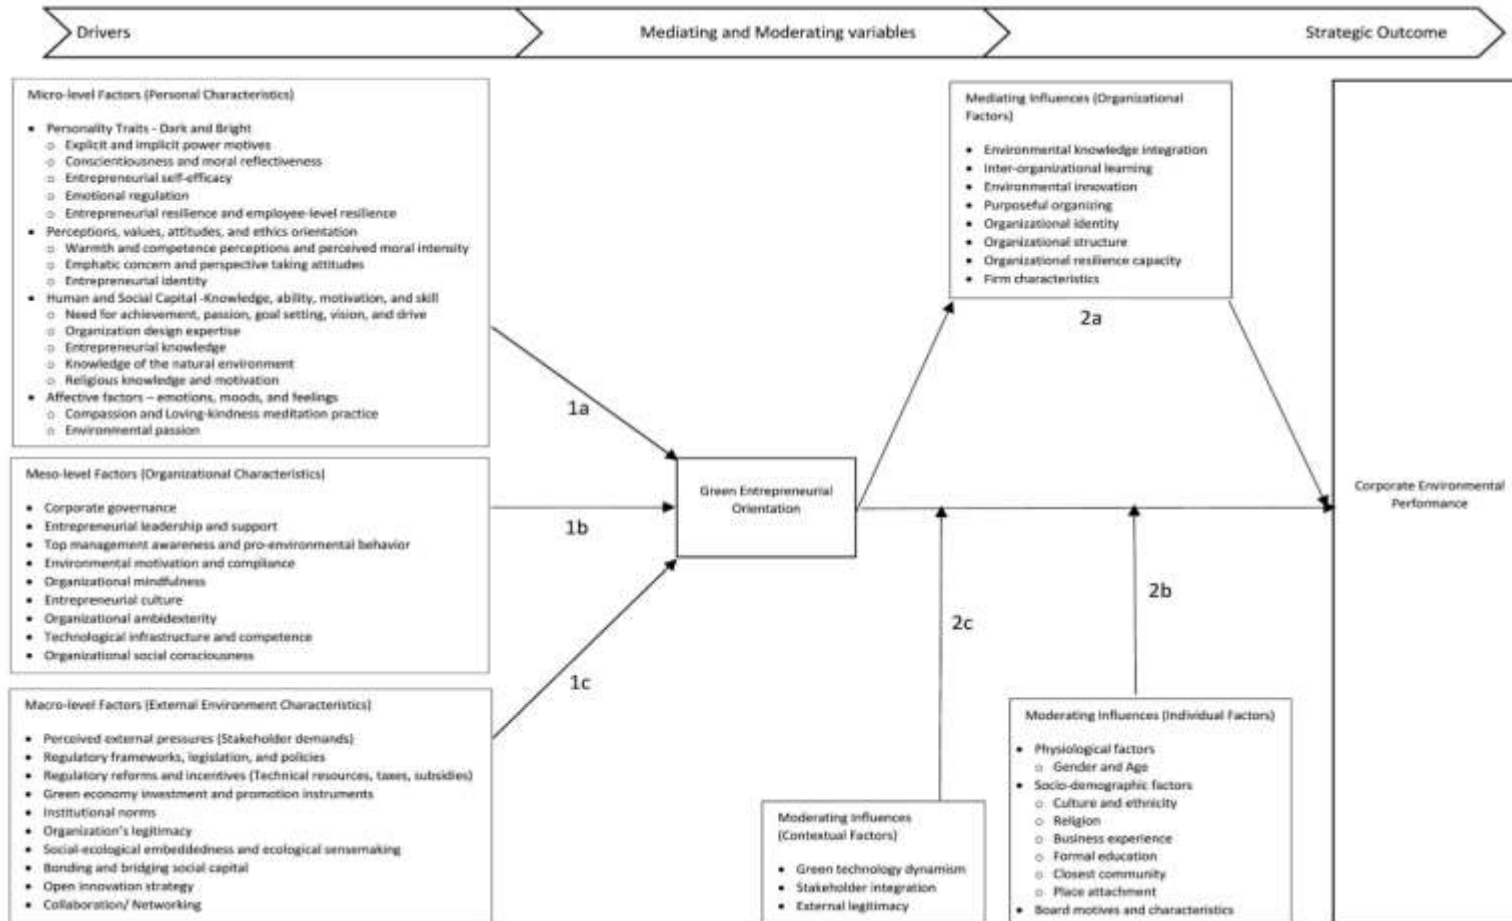 Drivers
Mediating and Moderating variables
Strategic Outcome
Micro-level Factors (Personal Characteristics)
• Personality Traits - Dark and Bright
o Explicit and implicit power motives
o Conscientiousness and moral reflectiveness
o Entrepreneurial self-efficacy
o Emotional regulation
o Entrepreneurial resilience and employee-level resilience
• Perceptions, values, attitudes, and ethics orientation
o Warmth and competence perceptions and perceived moral intensity
o Emphatic concern and perspective taking attitudes
o Entrepreneurial identity
• Human and Social Capital -Knowledge, ability, motivation, and skill
o Need for achievement, passion, goal setting, vision, and drive
o Organization design expertise
o Entrepreneurial knowledge
o Knowledge of the natural environment
o Religious knowledge and motivation
• Affective factors – emotions, moods, and feelings
o Compassion and Loving-kindness meditation practice
o Environmental passion
1a
Meso-level Factors (Organizational Characteristics)
• Corporate governance
• Entrepreneurial leadership and support
• Top management awareness and pro-environmental behavior
• Environmental motivation and compliance
• Organizational mindfulness
• Entrepreneurial culture
• Organizational ambidexterity
• Technological infrastructure and competence
• Organizational social consciousness
1b
Macro-level Factors (External Environment Characteristics)
• Perceived external pressures (Stakeholder demands)
• Regulatory frameworks, legislation, and policies
• Regulatory reforms and incentives (Technical resources, taxes, subsidies)
• Green economy investment and promotion instruments
• Institutional norms
• Organization's legitimacy
• Social-ecological embeddedness and ecological sensemaking
• Bonding and bridging social capital
• Open innovation strategy
• Collaboration/ Networking
1c
Green Entrepreneurial
Orientation
Mediating Influences (Organizational
Factors)
• Environmental knowledge integration
• Inter-organizational learning
• Environmental innovation
• Purposeful organizing
• Organizational identity
• Organizational structure
• Organizational resilience capacity
• Firm characteristics
2a
2b
2c
Moderating Influences
(Contextual Factors)
• Green technology dynamism
• Stakeholder integration
• External legitimacy
Moderating Influences (Individual Factors)
• Physiological factors
o Gender and Age
• Socio-demographic factors
o Culture and ethnicity
o Religion
o Business experience
o Formal education
o Closest community
o Place attachment
• Board motives and characteristics
Corporate Environmental
Performance